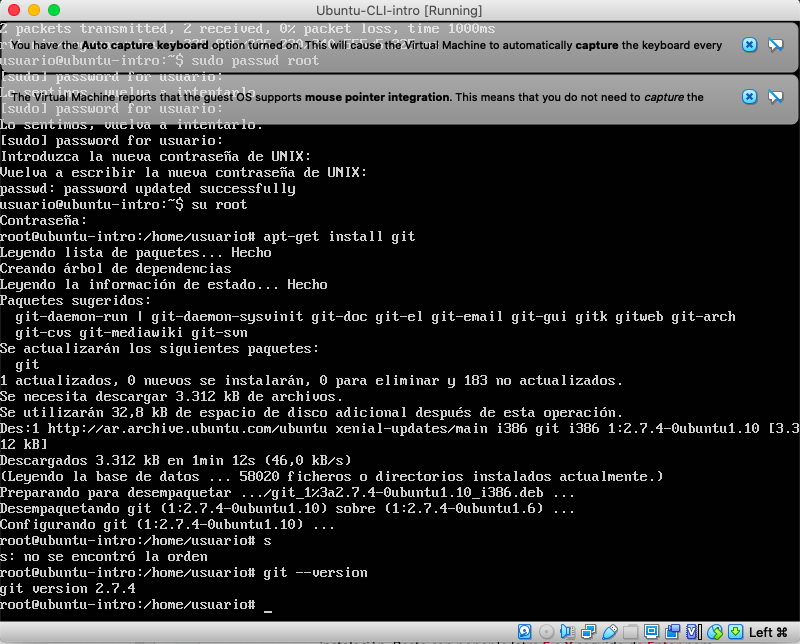 Ubuntu-CLI-intro [Running]
2 packets transmitted, 2 received, 0% packet loss, time 1000ms
You have the Auto capture keyboard option turned on. This will cause the Virtual Machine to automatically capture the keyboard every
usuario@ubuntu-intro:~$ sudo passwd root
[sudo] password for usuario:
Lo sentimos, vuelva a intentarlo.
The Virtual Machine reports that the guest OS supports mouse pointer integration. This means that you do not need to capture the
[sudo] password for usuario:
Lo sentimos, vuelva a intentarlo.
[sudo] password for usuario:
Introduzca la nueva contraseña de UNIX:
Vuelva a escribir la nueva contraseña de UNIX:
passwd: password updated successfully
usuario@ubuntu-intro:~$ su root
Contraseña:
root@ubuntu-intro:/home/usuario# apt-get install git
Leyendo lista de paquetes... Hecho
Creando árbol de dependencias
Leyendo la información de estado... Hecho
Paquetes sugeridos:
git-daemon-run | git-daemon-sysvinit git-doc git-el git-email git-gui gitk gitweb git-arch
git-cvs git-mediawiki git-svn
Se actualizarán los siguientes paquetes:
git
1 actualizados, 0 nuevos se instalarán, 0 para eliminar y 183 no actualizados.
Se necesita descargar 3.312 kB de archivos.
Se utilizarán 32,8 kB de espacio de disco adicional después de esta operación.
Des:1 http://ar.archive.ubuntu.com/ubuntu xenial-updates/main i386 git i386 1:2.7.4-0ubuntu1.10 [3.3
12 kB]
Descargados 3.312 kB en 1min 12s (46,0 kB/s)
(Leyendo la base de datos ... 58020 ficheros o directorios instalados actualmente.)
Preparando para desempaquetar .../git_1%3a2.7.4-0ubuntu1.10_i386.deb ...
Desempaquetando git (1:2.7.4-0ubuntu1.10) sobre (1:2.7.4-0ubuntu1.6) ...
Configurando git (1:2.7.4-0ubuntu1.10) ...
root@ubuntu-intro:/home/usuario# s
s: no se encontró la orden
root@ubuntu-intro:/home/usuario# git --version
git version 2.7.4
root@ubuntu-intro:/home/usuario# _
Left ⌘